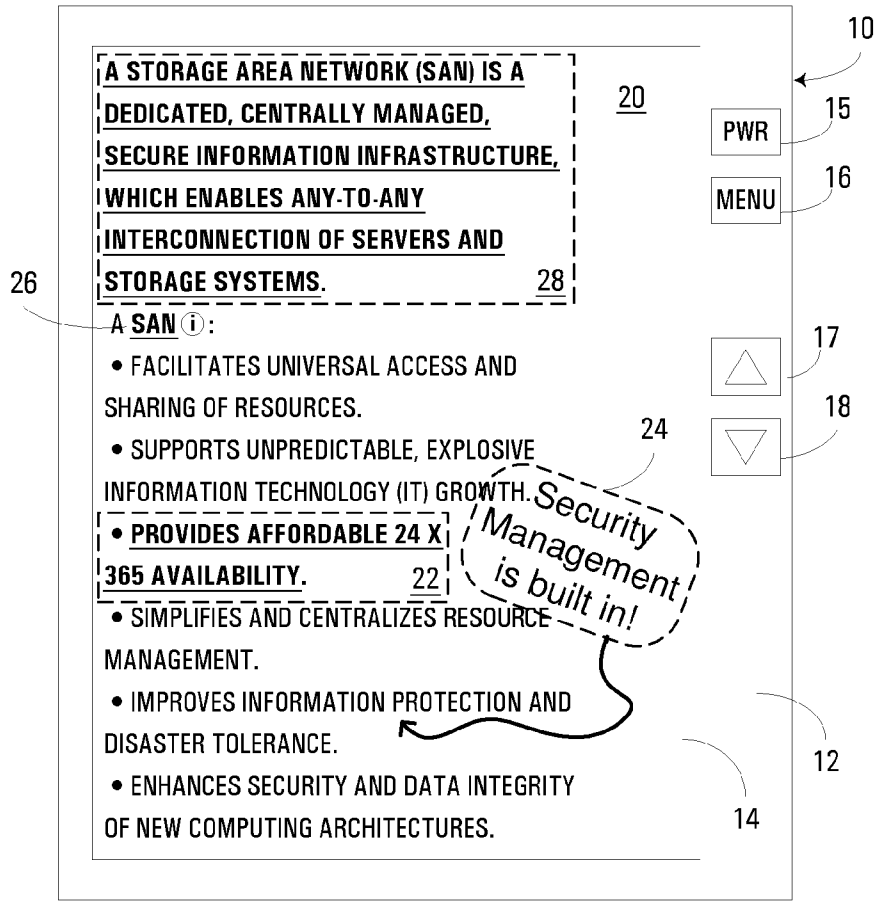 10
A STORAGE AREA NETWORK (SAN) IS A
DEDICATED, CENTRALLY MANAGED,
SECURE INFORMATION INFRASTRUCTURE,
WHICH ENABLES ANY-TO-ANY
INTERCONNECTION OF SERVERS AND
STORAGE SYSTEMS.
28
20
PWR
15
MENU
16
26
A SAN i :
• FACILITATES UNIVERSAL ACCESS AND
SHARING OF RESOURCES.
17
18
• SUPPORTS UNPREDICTABLE, EXPLOSIVE
INFORMATION TECHNOLOGY (IT) GROWTH.
24
Security
Management
is built in!
• PROVIDES AFFORDABLE 24 X
365 AVAILABILITY.
22
• SIMPLIFIES AND CENTRALIZES RESOURCE
MANAGEMENT.
• IMPROVES INFORMATION PROTECTION AND
DISASTER TOLERANCE.
12
14
• ENHANCES SECURITY AND DATA INTEGRITY
OF NEW COMPUTING ARCHITECTURES.